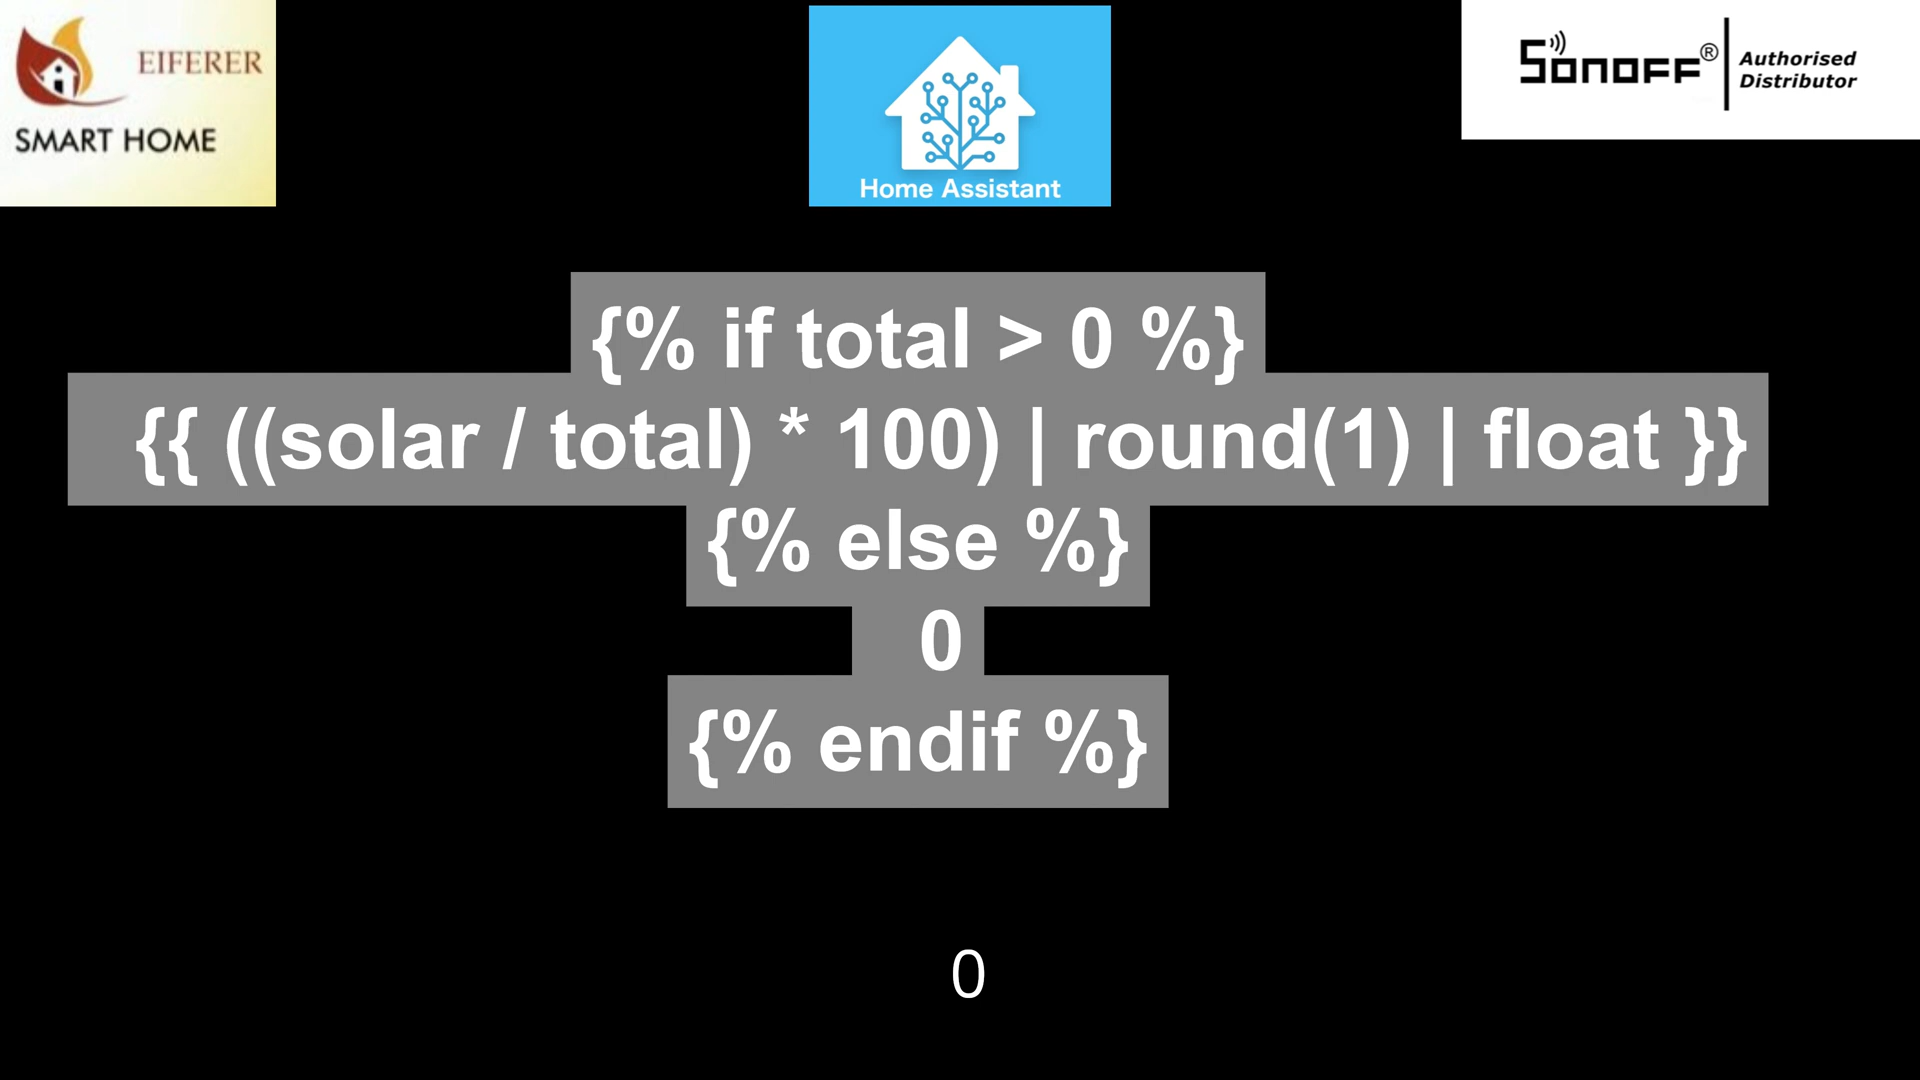 EIFERER
SMART HOME
Home Assistant
SONOFF® Authorised
Distributor
{% if total > 0 %}
{{ ((solar / total) * 100) | round(1) | float }}
{% else %}
0
{% endif %}
0